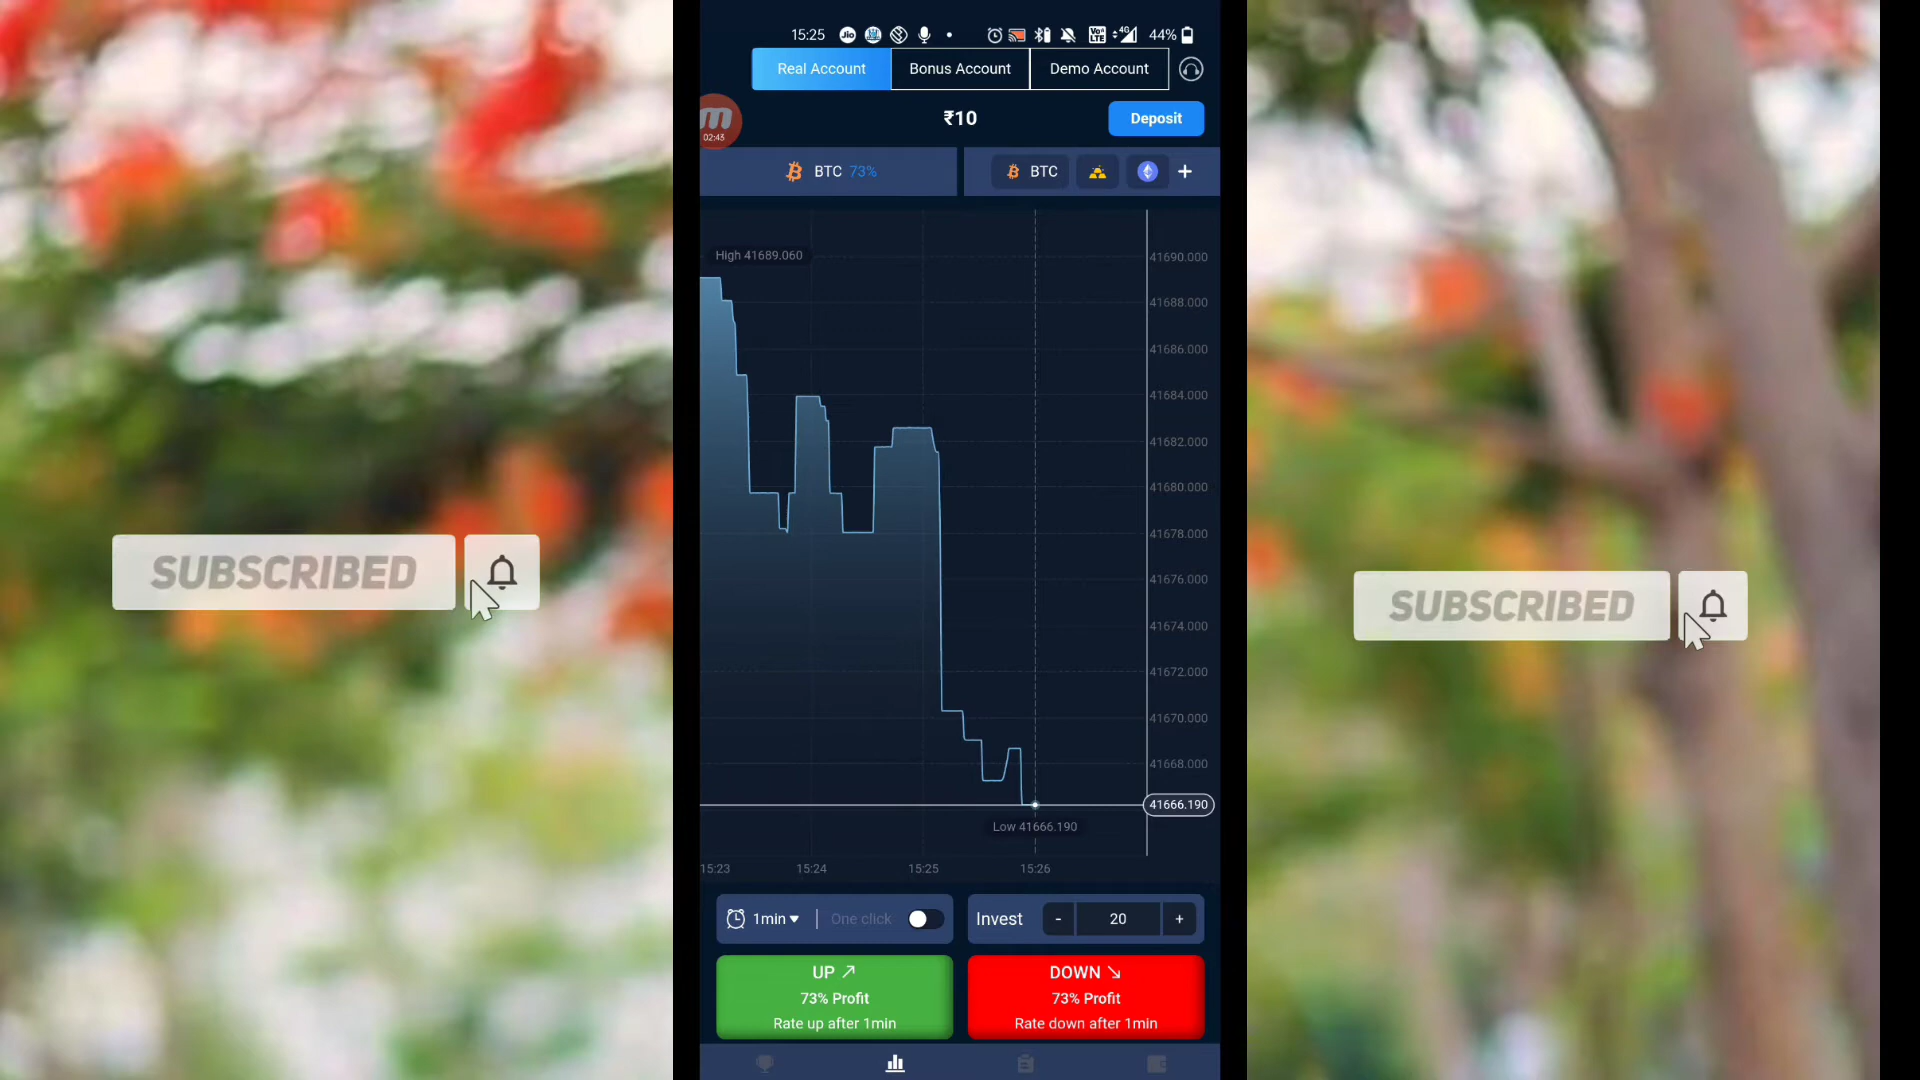 15:25 44%
Real Account Bonus Account Demo Account
₹10 Deposit
02:43
BTC 73% BTC +
High 41689.060
41690.000
41688.000
41686.000
41684.000
41682.000
41680.000
41678.000
41676.000
41674.000
41672.000
41670.000
41668.000
41666.190
Low 41666.190
15:23 15:24 15:25 15:26
1min One click Invest - 20 +
UP DOWN
73% Profit 73% Profit
Rate up after 1min Rate down after 1min
SUBSCRIBED
SUBSCRIBED